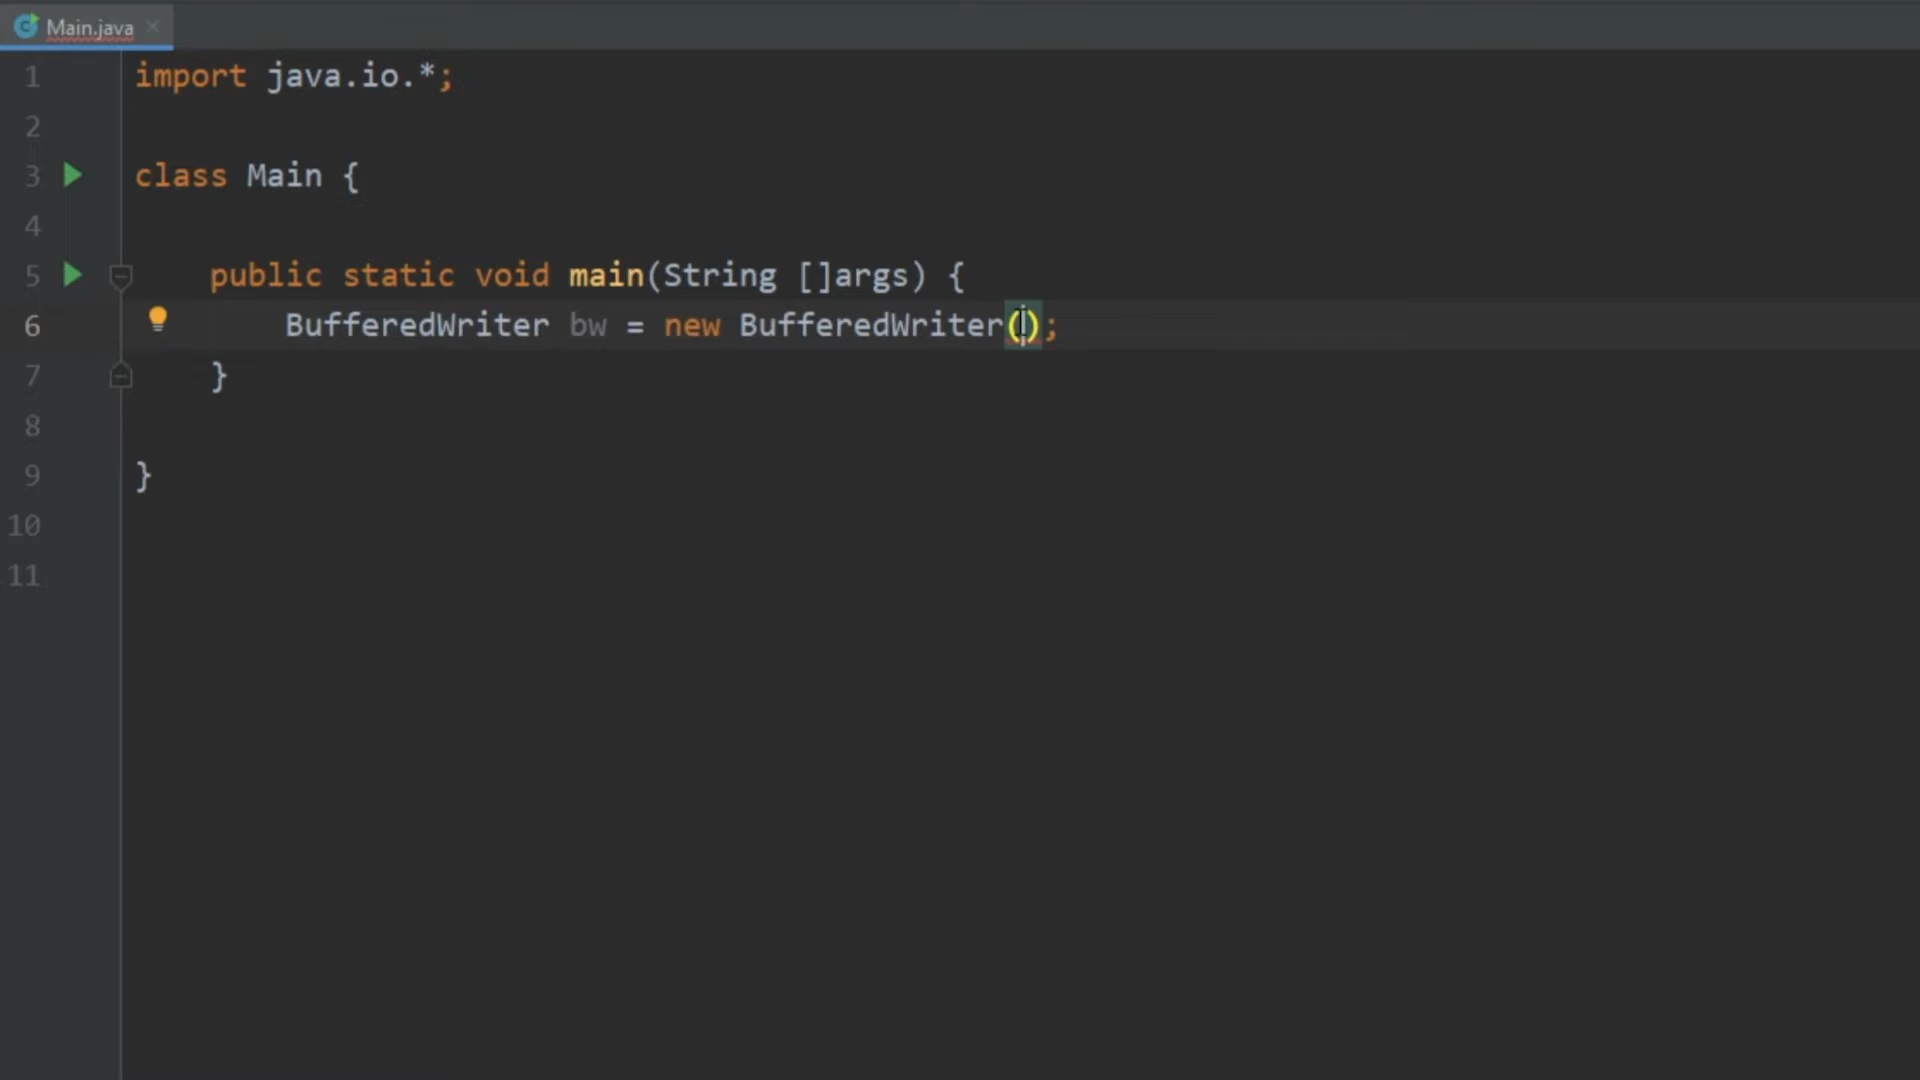 Main.java
1 import java.io.*;
2
3 class Main {
4
5 public static void main(String []args) {
6 BufferedWriter bw = new BufferedWriter();
7 }
8
9 }
10
11